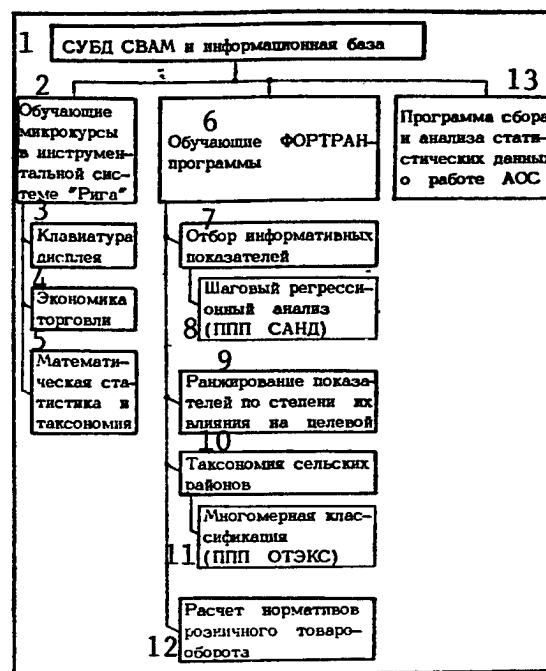 1 СУБД СВАМ и информационная база
2
Обучающие
микрокурсы
в инструмен-
тальной сис-
теме "Рига"
3
Клавиатура
дисплея
4
Экономика
торговли
5
Математи-
ческая ста-
тистика и
таксономия
6
Обучающие ФОРТРАН-
программы
7
Отбор информативных
показателей
Шаговый регресси-
онный анализ
8 (ППП САНД)
9
Ранжирование показа-
телей по степени их
влияния на целевой
10
Таксономия сельских
районов
Многомерная клас-
сификация
11 (ППП ОТЭКС)
Расчет нормативов
розничного товаро-
12 оборота
13
Программа сбора
и анализа стати-
стических данных
о работе АОС